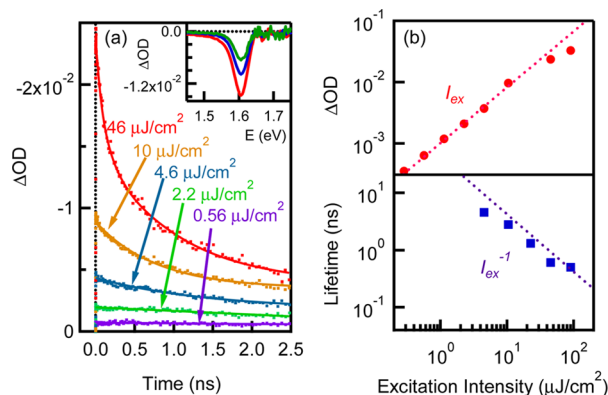 (a)
0.0
ΔOD
-1.2x10⁻²
1.6
1.7
E (eV)
-2x10⁻²
-1
0
ΔOD
46 μJ/cm²
10 μJ/cm²
4.6 μJ/cm²
2.2 μJ/cm²
0.56 μJ/cm²
0.0
0.5
1.0
1.5
2.0
2.5
Time (ns)
(b)
10⁻¹
10⁻²
10⁻³
ΔOD
I_ex
10¹
10⁰
10⁻¹
Lifetime (ns)
I_ex⁻¹
10⁰
10¹
10²
Excitation Intensity (μJ/cm²)